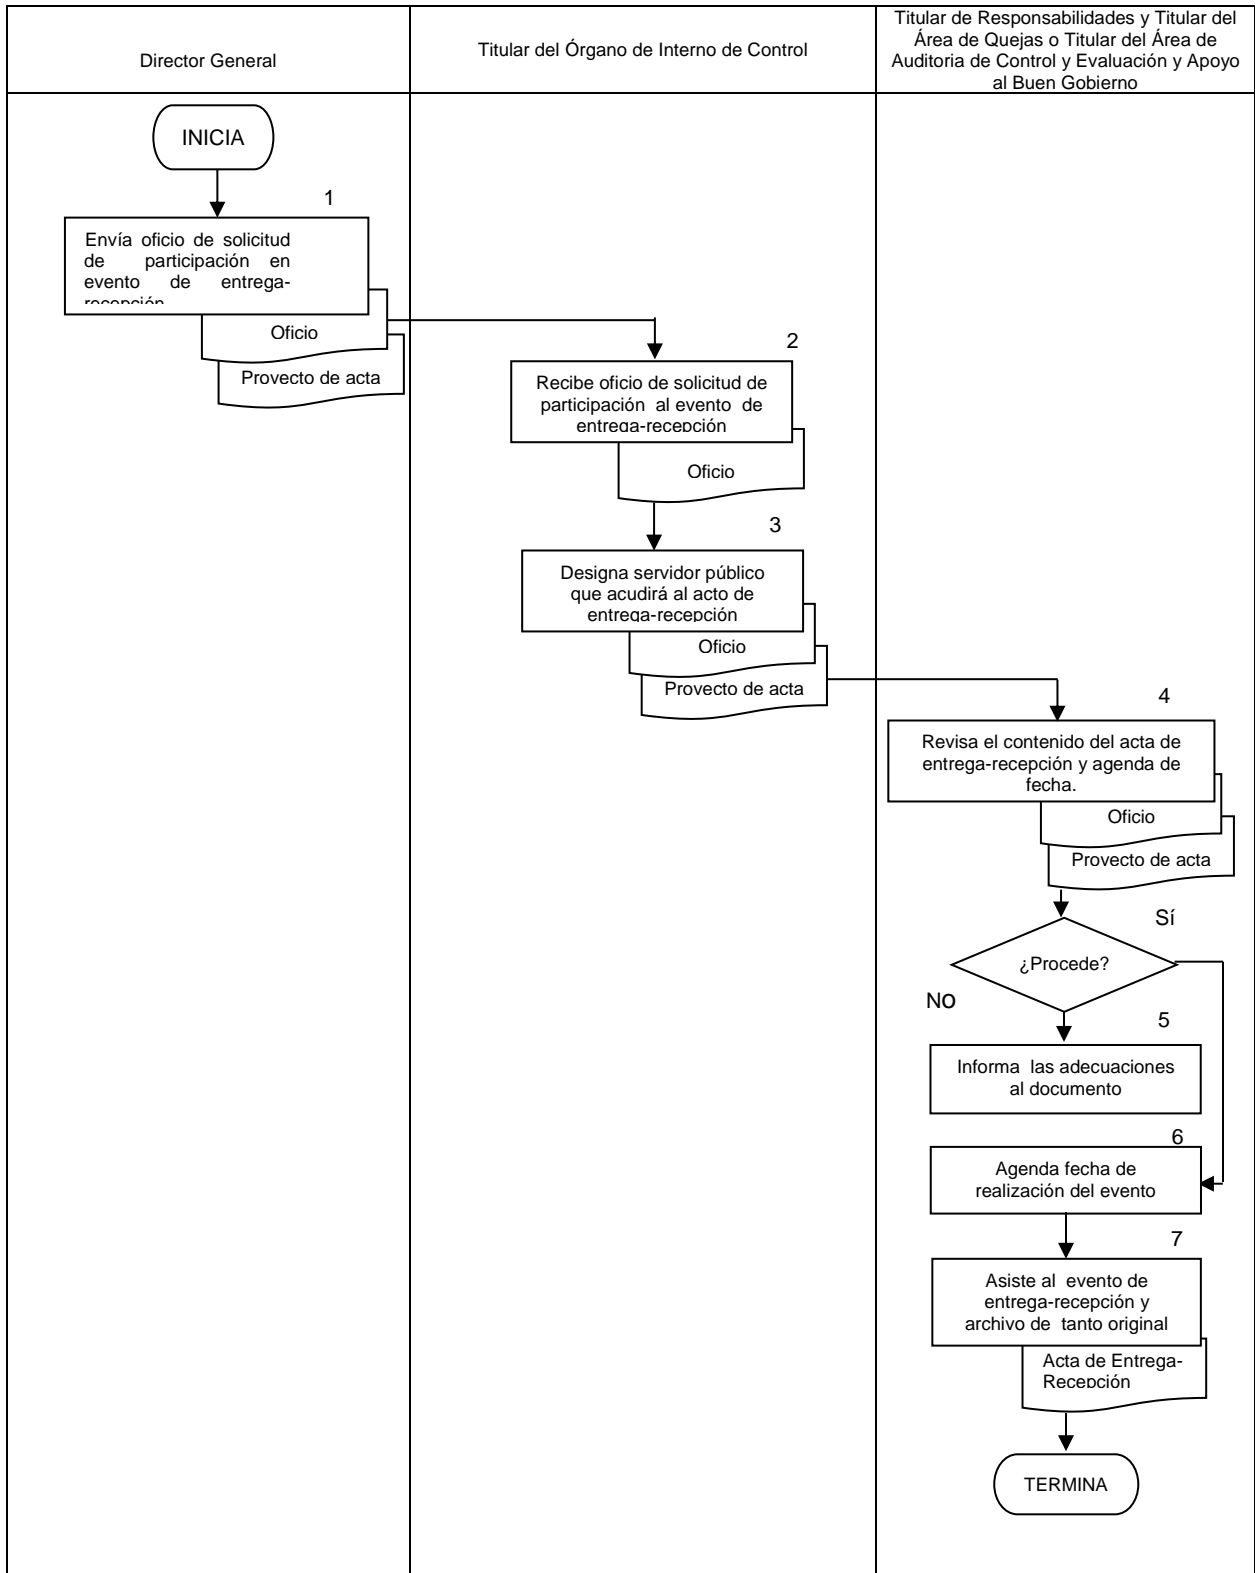 Director General
Titular del Órgano de Interno de Control
Titular de Responsabilidades y Titular del
Área de Quejas o Titular del Área de
Auditoria de Control y Evaluación y Apoyo
al Buen Gobierno
INICIA
1
Envía oficio de solicitud
de participación en
evento de entrega-
recepción
Oficio
Proyecto de acta
2
Recibe oficio de solicitud de
participación al evento de
entrega-recepción
Oficio
3
Designa servidor público
que acudirá al acto de
entrega-recepción
Oficio
Proyecto de acta
4
Revisa el contenido del acta de
entrega-recepción y agenda de
fecha.
Oficio
Proyecto de acta
¿Procede?
Sí
No
5
Informa las adecuaciones
al documento
6
Agenda fecha de
realización del evento
7
Asiste al evento de
entrega-recepción y
archivo de tanto original
Acta de Entrega-
Recepción
TERMINA